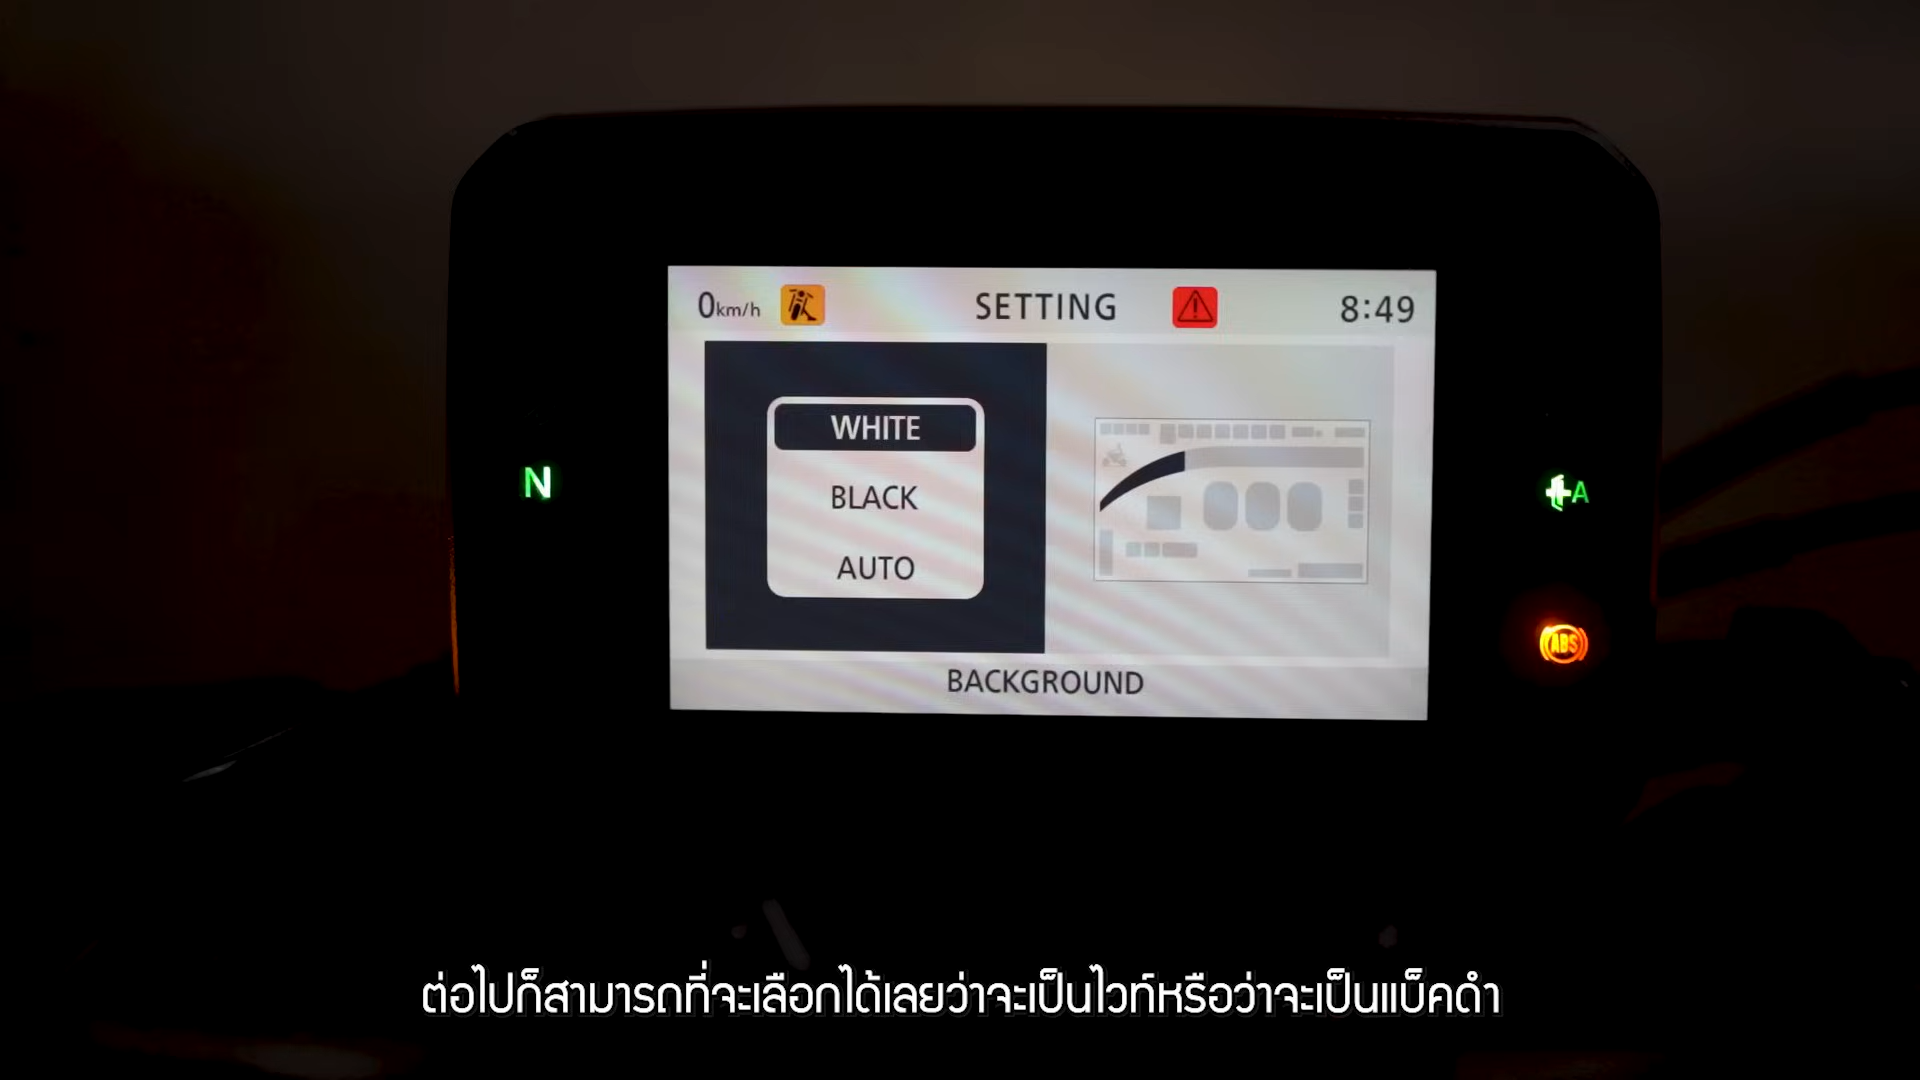 0km/h SETTING 8:49
WHITE
BLACK
AUTO
BACKGROUND
N
A
ABS
ต่อไปก็สามารถที่จะเลือกได้เลยว่าจะเป็นไวท์หรือว่าจะเป็นแบ็คดำ